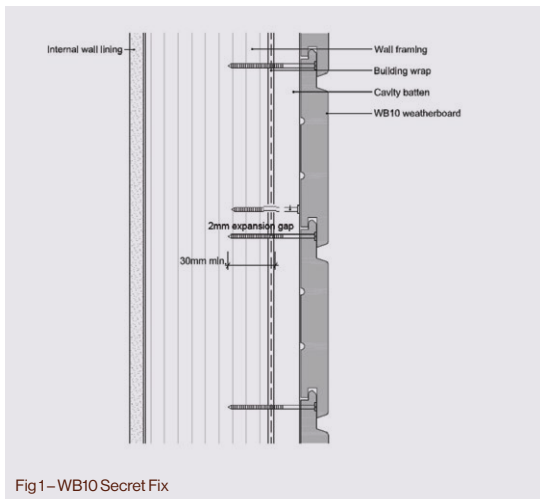 Internal wall lining
Wall framing
Building wrap
Cavity batten
WB10 weatherboard
2mm expansion gap
30mm min.
Fig 1 – WB10 Secret Fix